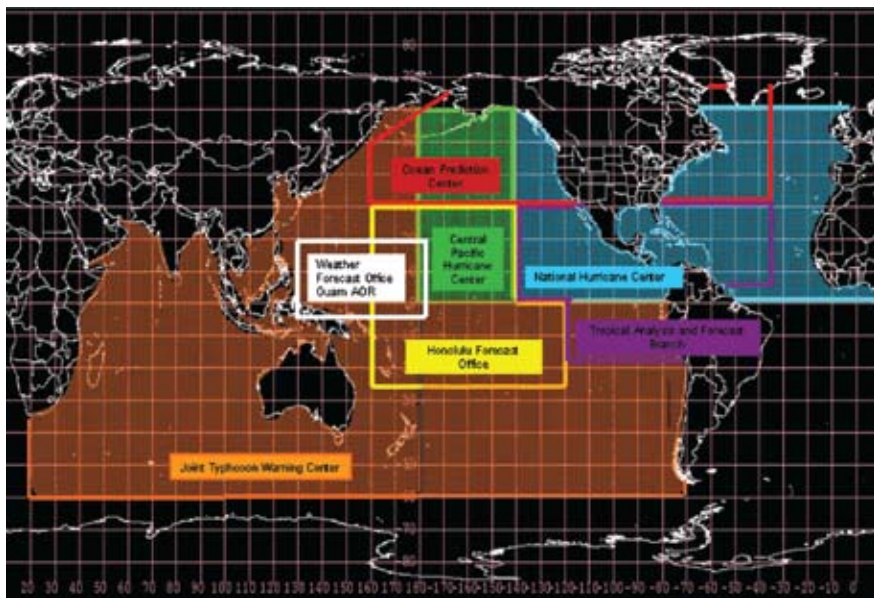 Ocean Prediction
Center
Weather
Forecast Office
Guam AOR
Central
Pacific
Hurricane
Center
National Hurricane Center
Tropical Analysis and Forecast
Branch
Honolulu Forecast
Office
Joint Typhoon Warning Center
20 30 40 50 60 70 80 90 100 110 120 130 140 150 160 170 180 -170 -160 -150 -140 -130 -120 -110 -100 -90 -80 -70 -60 -50 -40 -30 -20 -10 0